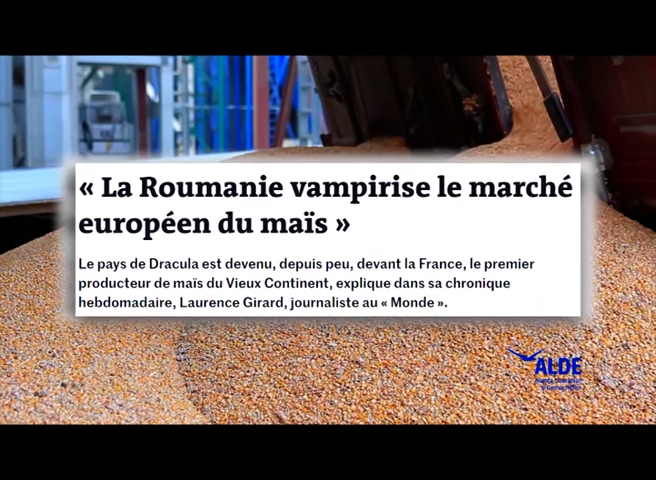 « La Roumanie vampirise le marché
européen du maïs »
Le pays de Dracula est devenu, depuis peu, devant la France, le premier
producteur de maïs du Vieux Continent, explique dans sa chronique
hebdomadaire, Laurence Girard, journaliste au « Monde ».
ALDE